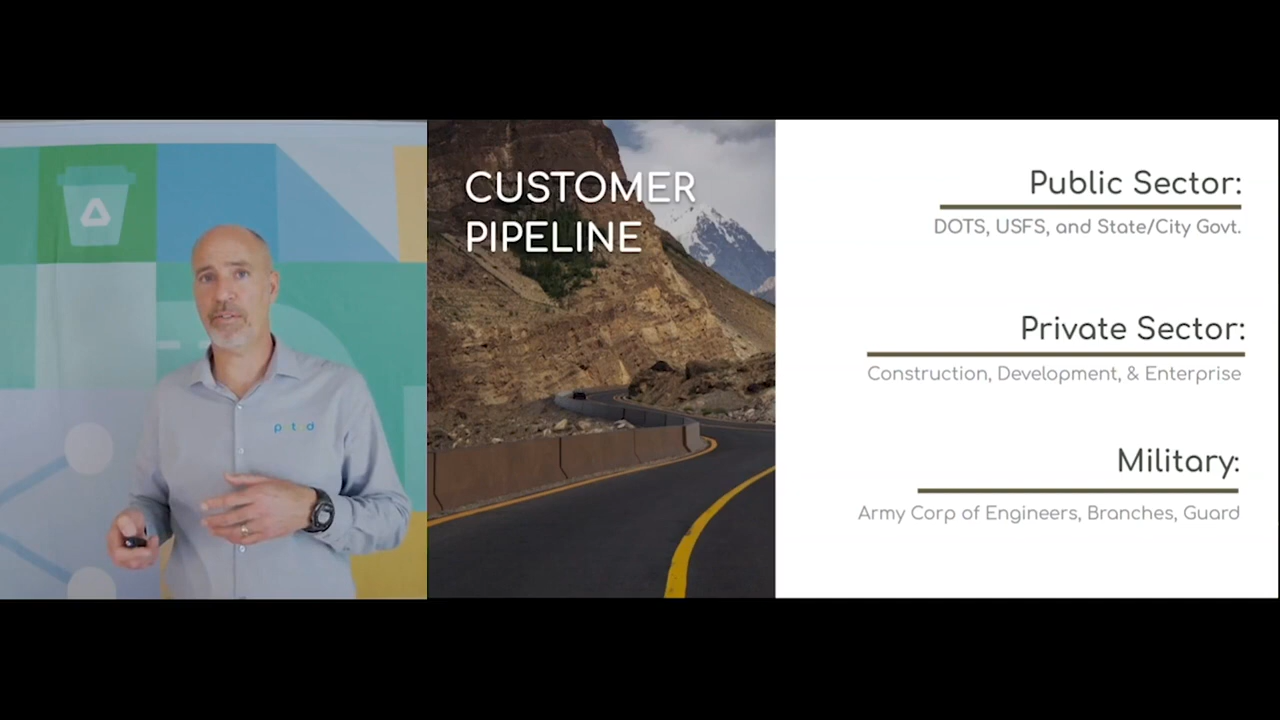 CUSTOMER
PIPELINE
Public Sector:
DOTS, USFS, and State/City Govt.
Private Sector:
Construction, Development, & Enterprise
Military:
Army Corp of Engineers, Branches, Guard